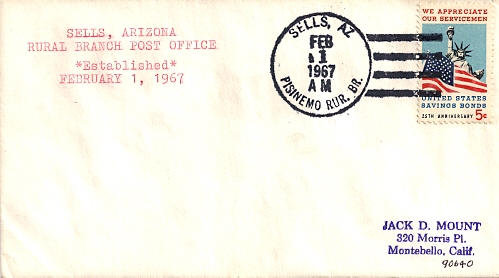 SELLS, ARIZONA
RURAL BRANCH POST OFFICE
*Established*
FEBRUARY 1, 1967
SELLS, AZ
FEB
1
1967
AM
PISINEMO RUR. BR.
WE APPRECIATE
OUR SERVICEMEN
UNITED STATES
SAVINGS BONDS
25TH ANNIVERSARY 5c
JACK D. MOUNT
320 Morris Pl.
Montebello, Calif.
90640